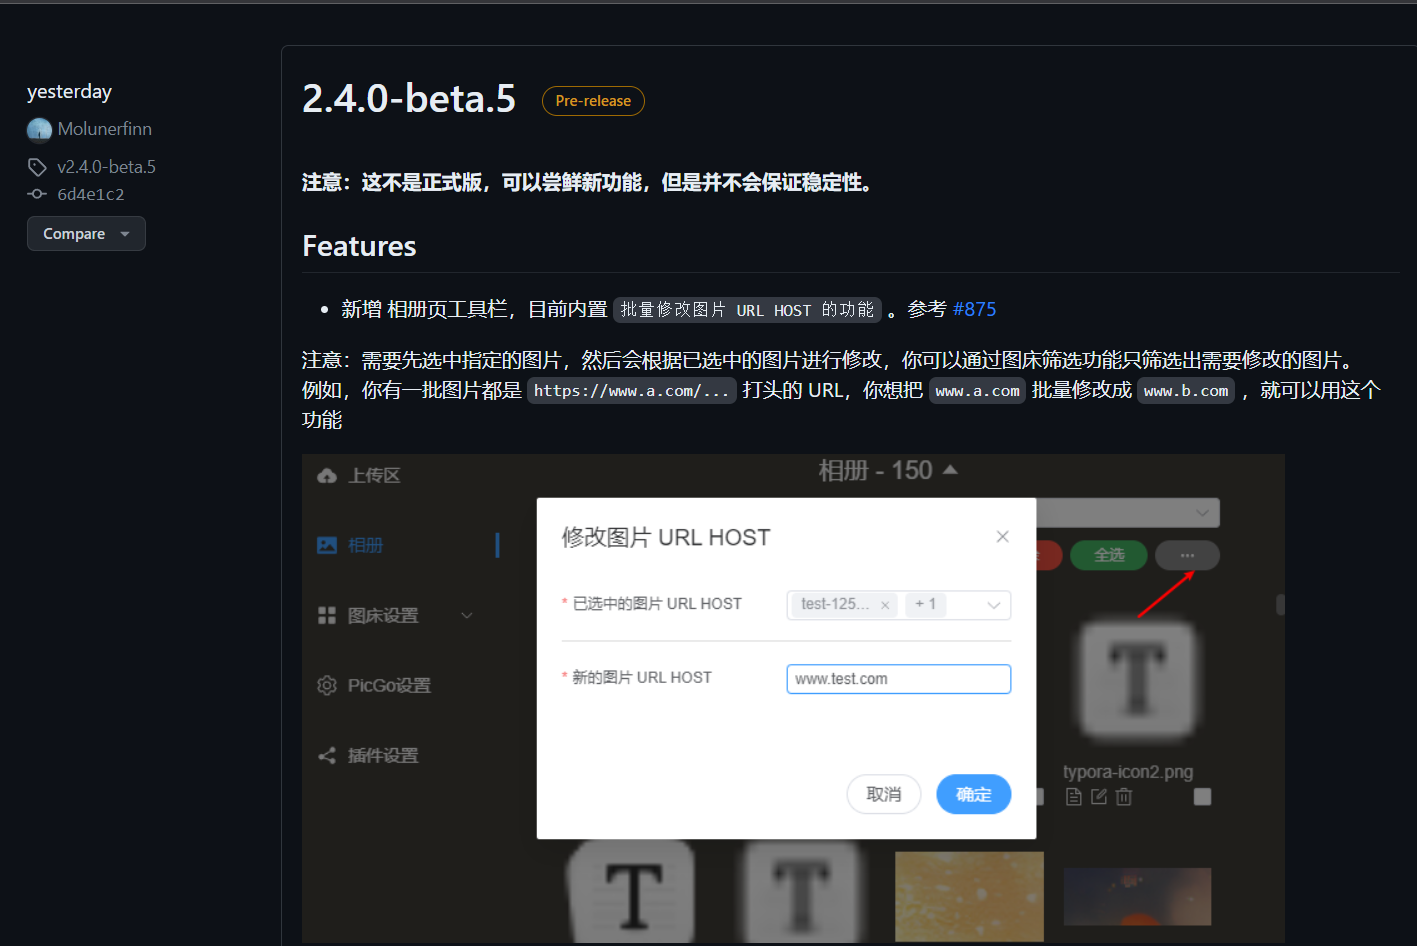 yesterday
Molunerfinn
v2.4.0-beta.5
6d4e1c2
Compare
2.4.0-beta.5 Pre-release
注意：这不是正式版，可以尝鲜新功能，但是并不会保证稳定性。
Features
新增 相册页工具栏，目前内置 批量修改图片 URL HOST 的功能 。参考 #875
注意：需要先选中指定的图片，然后会根据已选中的图片进行修改，你可以通过图床筛选功能只筛选出需要修改的图片。
例如，你有一批图片都是 https://www.a.com/... 打头的 URL，你想把 www.a.com 批量修改成 www.b.com ，就可以用这个
功能
上传区
相册
图床设置
PicGo设置
插件设置
相册 - 150
全选 ...
修改图片 URL HOST
* 已选中的图片 URL HOST test-125... × + 1
* 新的图片 URL HOST www.test.com
取消 确定
T
typora-icon2.png
T T